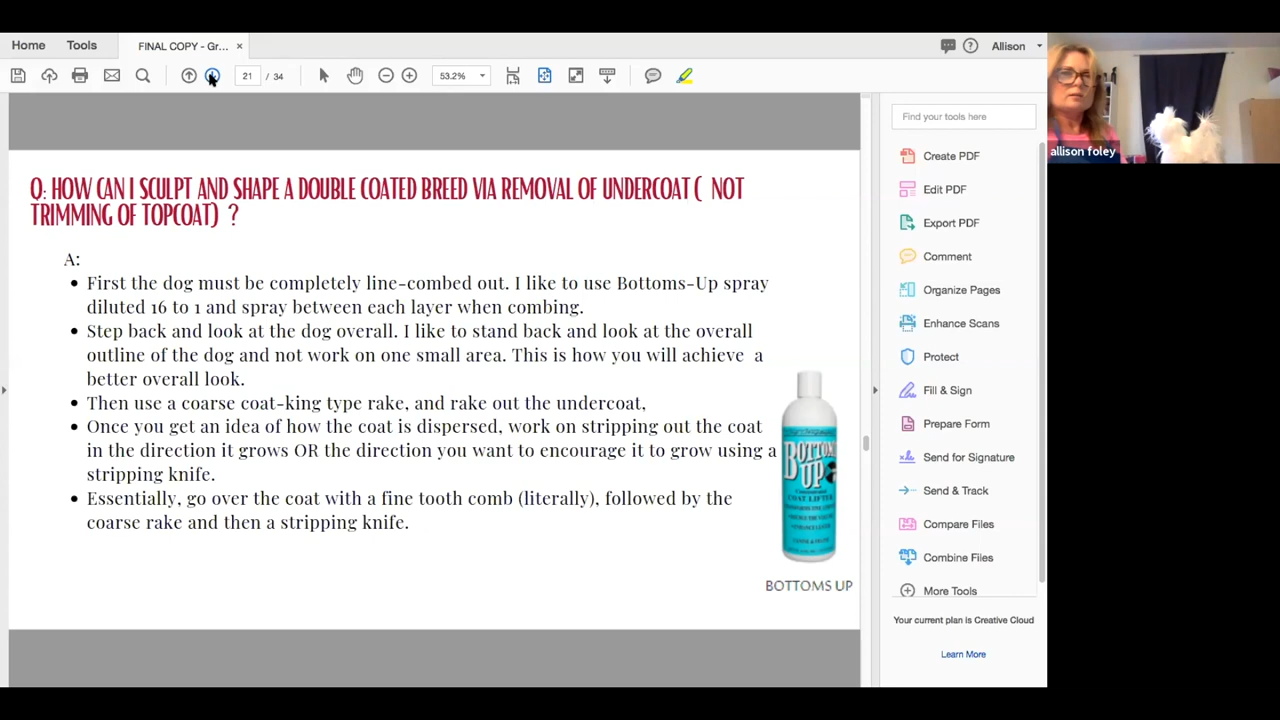 Home Tools FINAL COPY - Gr... × Allison
21 / 34 53.2%
allison foley
Find your tools here
Create PDF
Edit PDF
Export PDF
Comment
Organize Pages
Enhance Scans
Protect
Fill & Sign
Prepare Form
Send for Signature
Send & Track
Compare Files
Combine Files
More Tools
Your current plan is Creative Cloud
Learn More
Q: HOW CAN I SCULPT AND SHAPE A DOUBLE COATED BREED VIA REMOVAL OF UNDERCOAT ( NOT
TRIMMING OF TOPCOAT) ?
A:
• First the dog must be completely line-combed out. I like to use Bottoms-Up spray
diluted 16 to 1 and spray between each layer when combing.
• Step back and look at the dog overall. I like to stand back and look at the overall
outline of the dog and not work on one small area. This is how you will achieve a
better overall look.
• Then use a coarse coat-king type rake, and rake out the undercoat,
• Once you get an idea of how the coat is dispersed, work on stripping out the coat
in the direction it grows OR the direction you want to encourage it to grow using a
stripping knife.
• Essentially, go over the coat with a fine tooth comb (literally), followed by the
coarse rake and then a stripping knife.
BOTTOMS
UP
COAT LIFTER
BOTTOMS UP